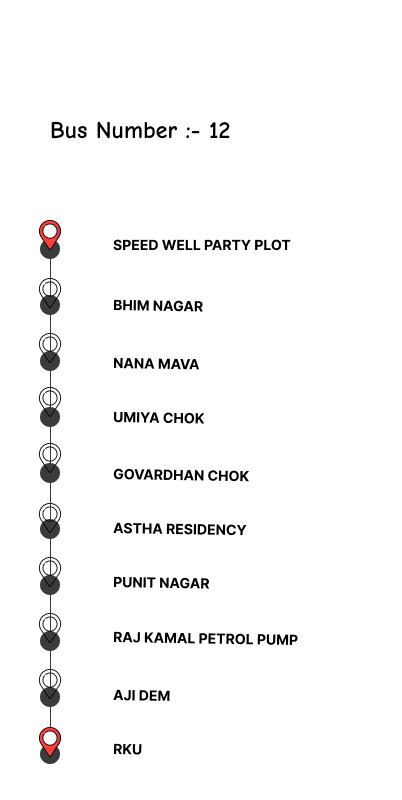 Bus Number :- 12
SPEED WELL PARTY PLOT
BHIM NAGAR
NANA MAVA
UMIYA CHOK
GOVARDHAN CHOK
ASTHA RESIDENCY
PUNIT NAGAR
RAJ KAMAL PETROL PUMP
AJI DEM
RKU